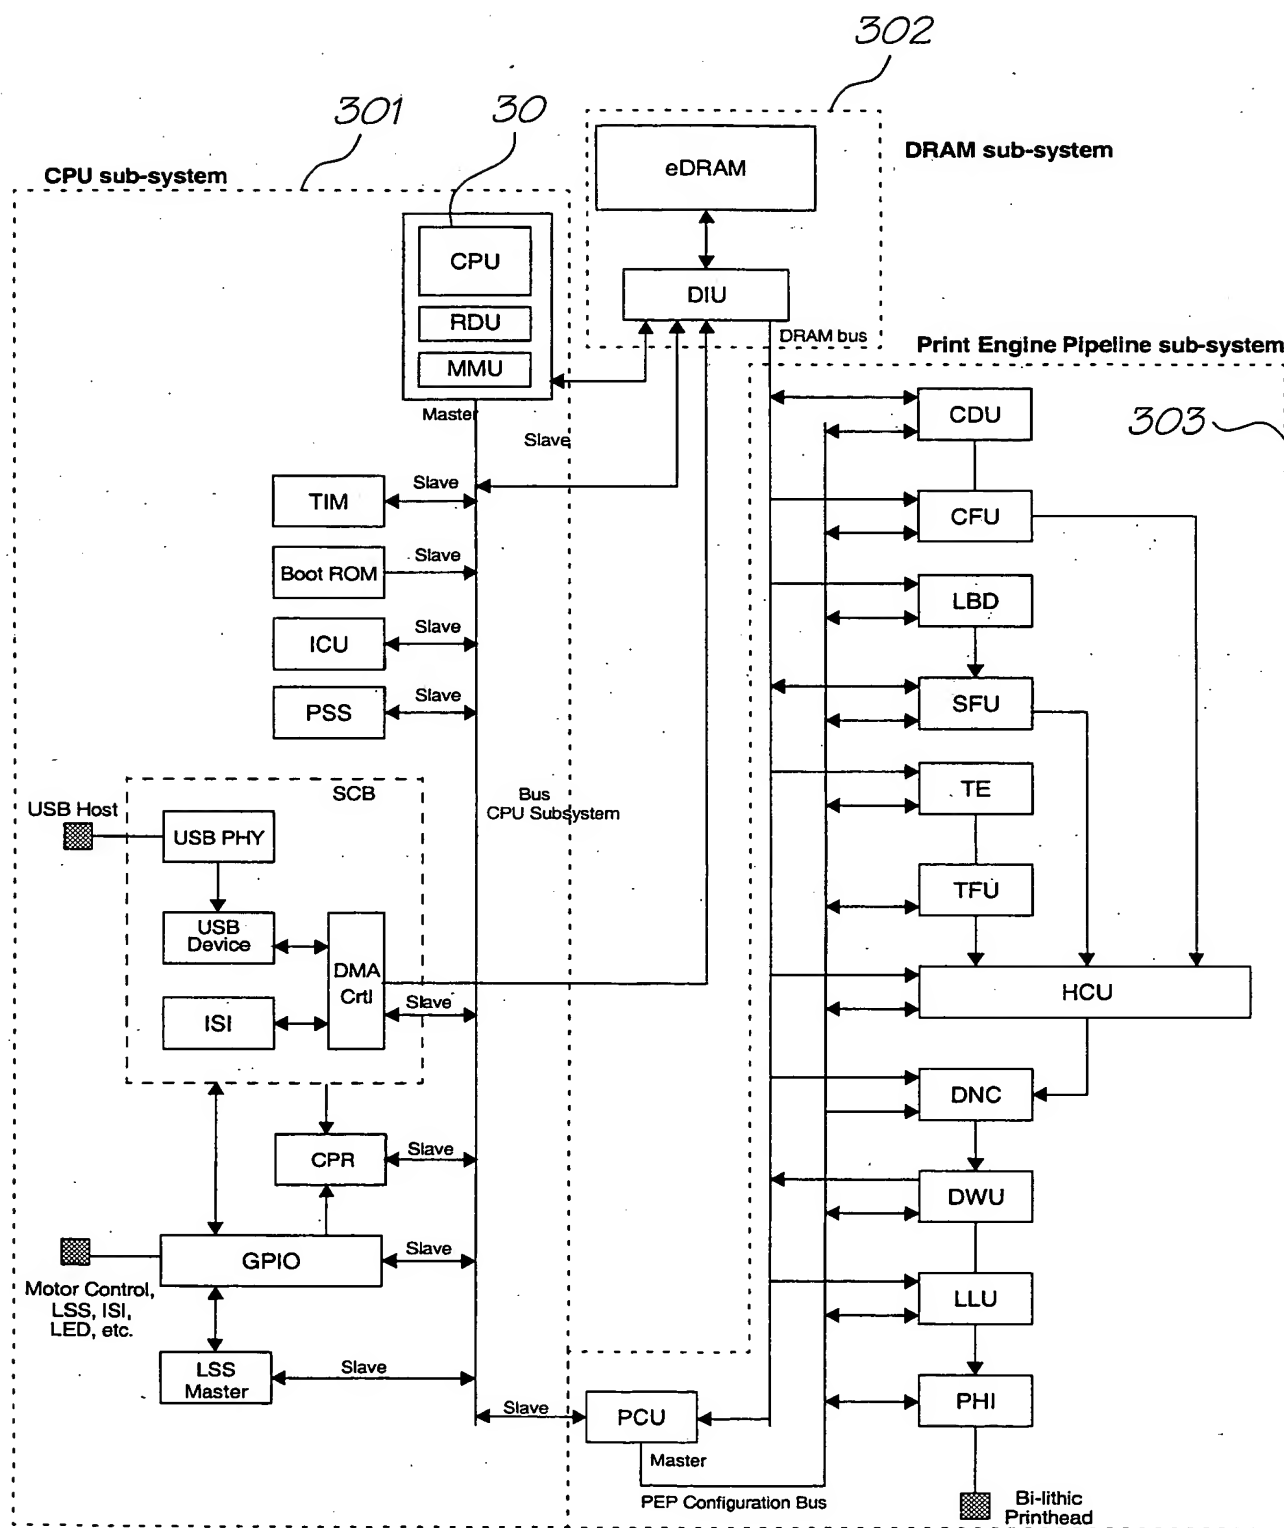 302
301
30
DRAM sub-system
CPU sub-system
eDRAM
CPU
DIU
RDU
MMU
DRAM bus
Print Engine Pipeline sub-system
Master
Slave
CDU
303
TIM
Slave
CFU
Boot ROM
Slave
LBD
ICU
Slave
PSS
Slave
SFU
SCB
Bus
CPU Subsystem
TE
USB Host
USB PHY
TFU
USB
Device
DMA
Crtl
Slave
HCU
ISI
DNC
CPR
Slave
DWU
GPIO
Slave
Motor Control,
LSS, ISI,
LED, etc.
LLU
LSS
Master
Slave
PHI
Slave
PCU
Master
PEP Configuration Bus
Bi-lithic
Printhead